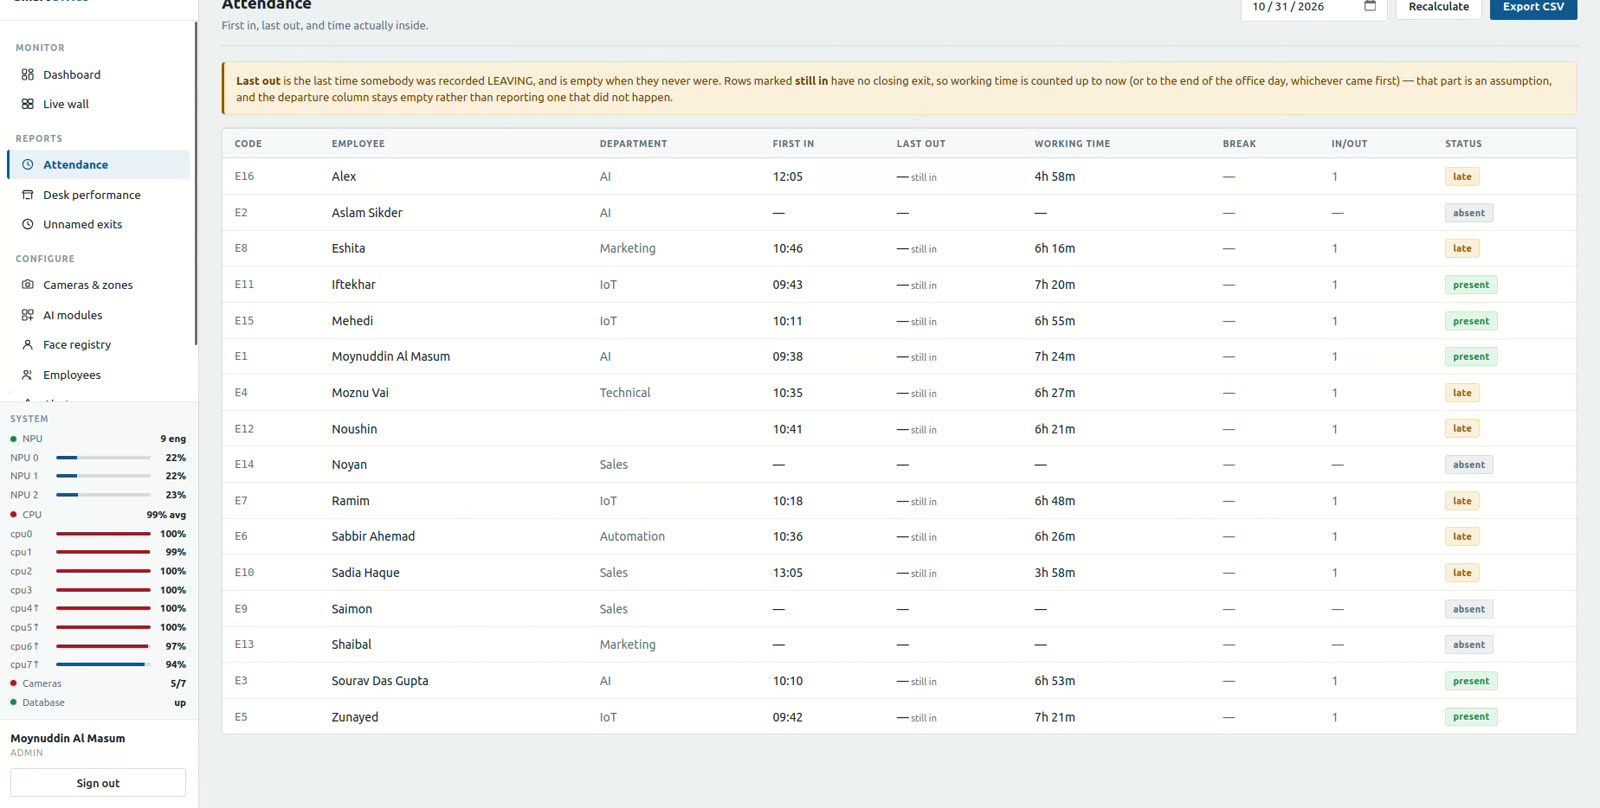 Attendance
First in, last out, and time actually inside.
10 / 31 / 2026
Recalculate
Export CSV
MONITOR
Dashboard
Live wall
REPORTS
Attendance
Desk performance
Unnamed exits
CONFIGURE
Cameras & zones
AI modules
Face registry
Employees
SYSTEM
NPU 9 eng
NPU 0 22%
NPU 1 22%
NPU 2 23%
CPU 99% avg
cpu0 100%
cpu1 99%
cpu2 100%
cpu3 100%
cpu4↑ 100%
cpu5↑ 100%
cpu6↑ 97%
cpu7↑ 94%
Cameras 5/7
Database up
Moynuddin Al Masum
ADMIN
Sign out
Last out is the last time somebody was recorded LEAVING, and is empty when they never were. Rows marked still in have no closing exit, so working time is counted up to now (or to the end of the office day, whichever came first) — that part is an assumption,
and the departure column stays empty rather than reporting one that did not happen.
CODE EMPLOYEE DEPARTMENT FIRST IN LAST OUT WORKING TIME BREAK IN/OUT STATUS
E16 Alex AI 12:05 — still in 4h 58m — 1 late
E2 Aslam Sikder AI — — — — — absent
E8 Eshita Marketing 10:46 — still in 6h 16m — 1 late
E11 Iftekhar IoT 09:43 — still in 7h 20m — 1 present
E15 Mehedi IoT 10:11 — still in 6h 55m — 1 present
E1 Moynuddin Al Masum AI 09:38 — still in 7h 24m — 1 present
E4 Moznu Vai Technical 10:35 — still in 6h 27m — 1 late
E12 Noushin 10:41 — still in 6h 21m — 1 late
E14 Noyan Sales — — — — — absent
E7 Ramim IoT 10:18 — still in 6h 48m — 1 late
E6 Sabbir Ahemad Automation 10:36 — still in 6h 26m — 1 late
E10 Sadia Haque Sales 13:05 — still in 3h 58m — 1 late
E9 Saimon Sales — — — — — absent
E13 Shaibal Marketing — — — — — absent
E3 Sourav Das Gupta AI 10:10 — still in 6h 53m — 1 present
E5 Zunayed IoT 09:42 — still in 7h 21m — 1 present